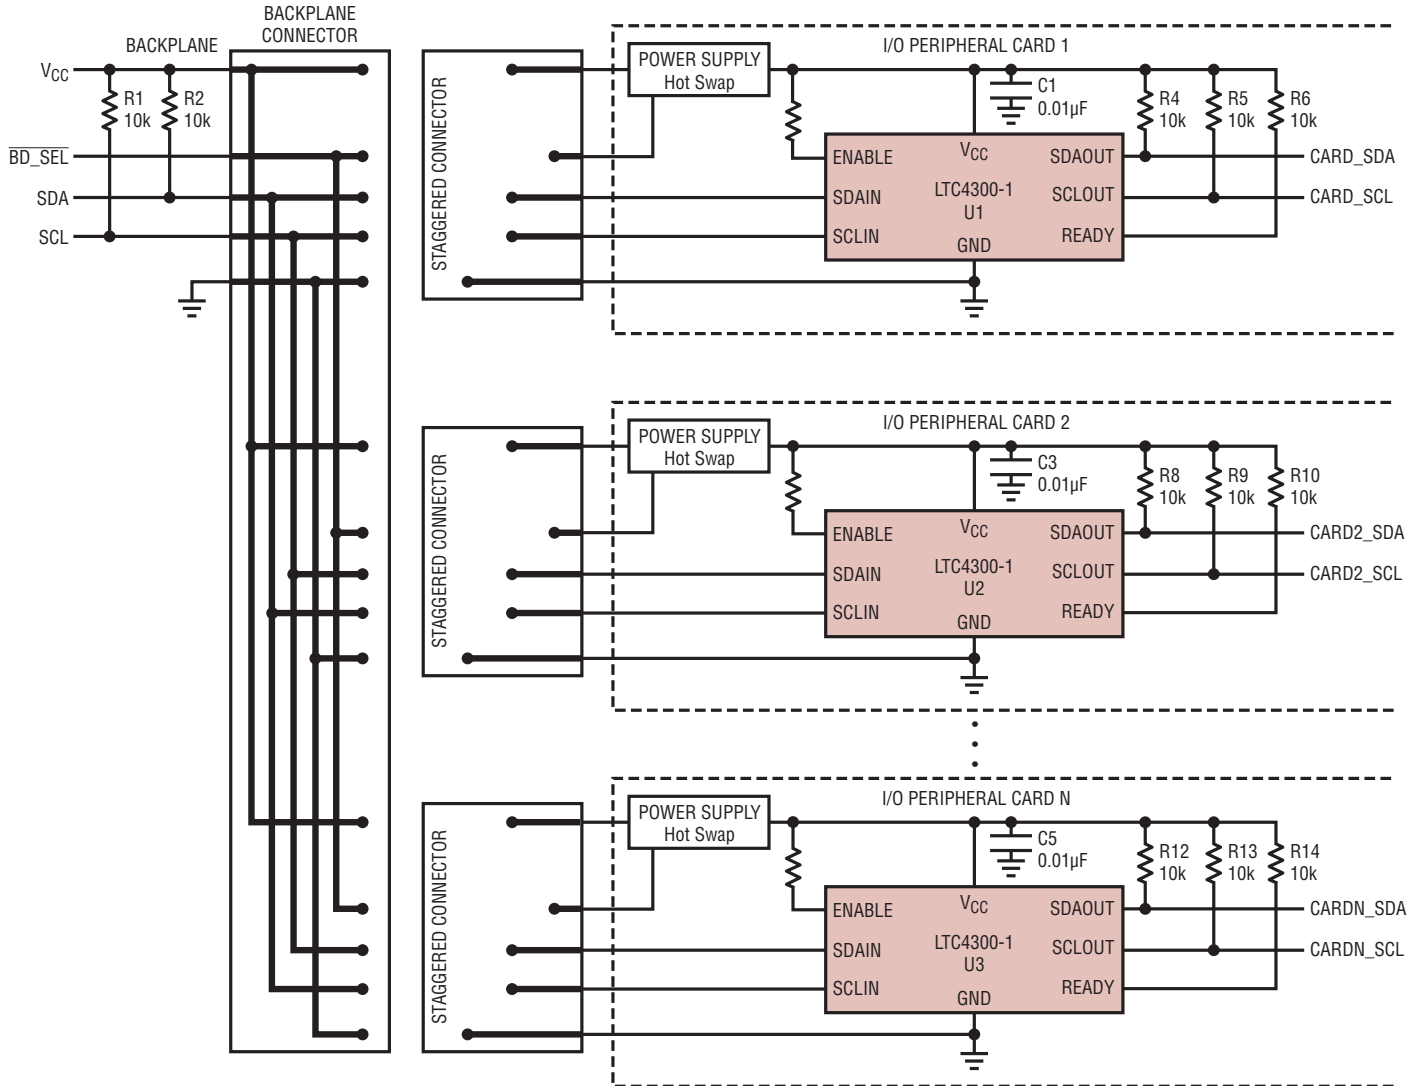 BACKPLANE
CONNECTOR
BACKPLANE
VCC
R1
10k
R2
10k
BD_SEL
SDA
SCL
STAGGERED CONNECTOR
I/O PERIPHERAL CARD 1
POWER SUPPLY
Hot Swap
C1
0.01µF
R4
10k
R5
10k
R6
10k
ENABLE
VCC
SDAOUT
CARD_SDA
SDAIN
LTC4300-1
U1
SCLOUT
CARD_SCL
SCLIN
GND
READY
STAGGERED CONNECTOR
I/O PERIPHERAL CARD 2
POWER SUPPLY
Hot Swap
C3
0.01µF
R8
10k
R9
10k
R10
10k
ENABLE
VCC
SDAOUT
CARD2_SDA
SDAIN
LTC4300-1
U2
SCLOUT
CARD2_SCL
SCLIN
GND
READY
STAGGERED CONNECTOR
I/O PERIPHERAL CARD N
POWER SUPPLY
Hot Swap
C5
0.01µF
R12
10k
R13
10k
R14
10k
ENABLE
VCC
SDAOUT
CARDN_SDA
SDAIN
LTC4300-1
U3
SCLOUT
CARDN_SCL
SCLIN
GND
READY